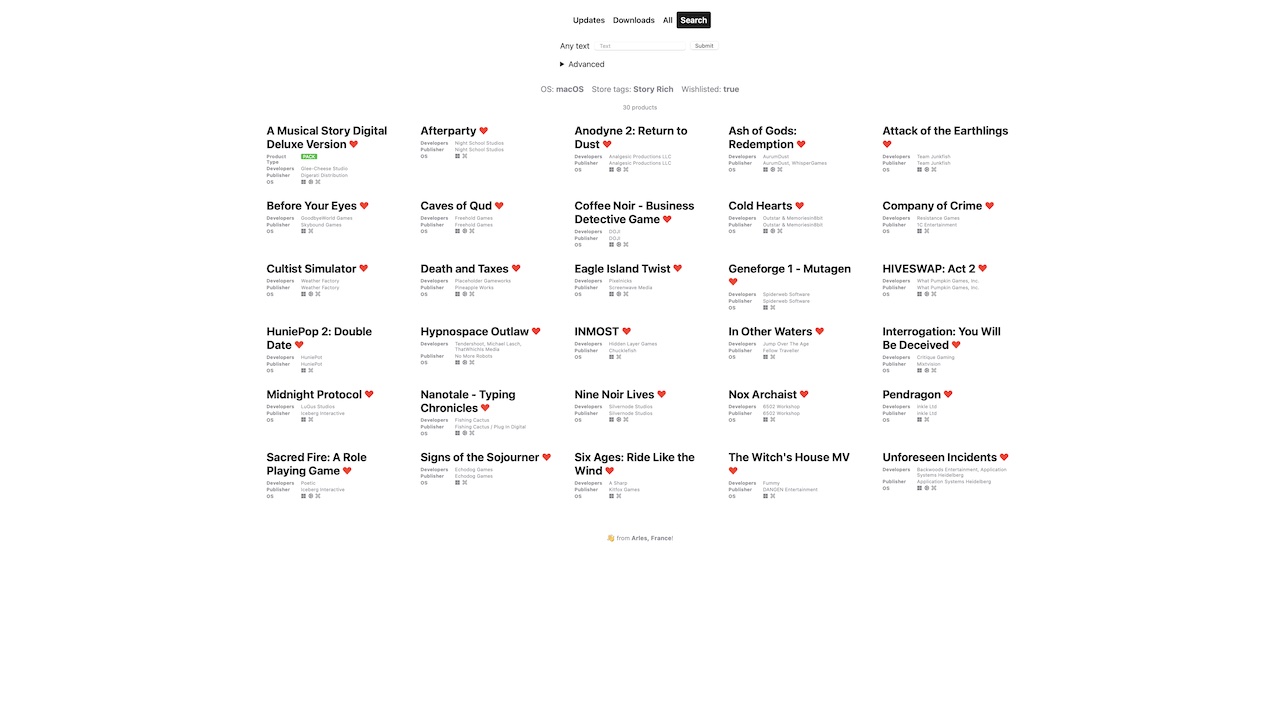 Updates Downloads All Search
Any text Text Submit
Advanced
OS: macOS Store tags: Story Rich Wishlisted: true
30 products
A Musical Story Digital
Deluxe Version
Product
Type PACK
Developers Glee-Cheese Studio
Publisher Digerati Distribution
OS
Afterparty
Developers Night School Studios
Publisher Night School Studios
OS
Anodyne 2: Return to
Dust
Developers Analgesic Productions LLC
Publisher Analgesic Productions LLC
OS
Ash of Gods:
Redemption
Developers AurumDust
Publisher AurumDust, WhisperGames
OS
Attack of the Earthlings
Developers Team Junkfish
Publisher Team Junkfish
OS
Before Your Eyes
Developers GoodbyeWorld Games
Publisher Skybound Games
OS
Caves of Qud
Developers Freehold Games
Publisher Freehold Games
OS
Coffee Noir - Business
Detective Game
Developers DOJI
Publisher DOJI
OS
Cold Hearts
Developers Outstar & Memoriesin8bit
Publisher Outstar & Memoriesin8bit
OS
Company of Crime
Developers Resistance Games
Publisher 1C Entertainment
OS
Cultist Simulator
Developers Weather Factory
Publisher Weather Factory
OS
Death and Taxes
Developers Placeholder Gameworks
Publisher Pineapple Works
OS
Eagle Island Twist
Developers Pixelnicks
Publisher Screenwave Media
OS
Geneforge 1 - Mutagen
Developers Spiderweb Software
Publisher Spiderweb Software
OS
HIVESWAP: Act 2
Developers What Pumpkin Games, Inc.
Publisher What Pumpkin Games, Inc.
OS
HuniePop 2: Double
Date
Developers HuniePot
Publisher HuniePot
OS
Hypnospace Outlaw
Developers Tendershoot, Michael Lasch,
ThatWhichIs Media
Publisher No More Robots
OS
INMOST
Developers Hidden Layer Games
Publisher Chucklefish
OS
In Other Waters
Developers Jump Over The Age
Publisher Fellow Traveller
OS
Interrogation: You Will
Be Deceived
Developers Critique Gaming
Publisher Mixtvision
OS
Midnight Protocol
Developers LuGus Studios
Publisher Iceberg Interactive
OS
Nanotale - Typing
Chronicles
Developers Fishing Cactus
Publisher Fishing Cactus / Plug In Digital
OS
Nine Noir Lives
Developers Silvernode Studios
Publisher Silvernode Studios
OS
Nox Archaist
Developers 6502 Workshop
Publisher 6502 Workshop
OS
Pendragon
Developers inkle Ltd
Publisher inkle Ltd
OS
Sacred Fire: A Role
Playing Game
Developers Poetic
Publisher Iceberg Interactive
OS
Signs of the Sojourner
Developers Echodog Games
Publisher Echodog Games
OS
Six Ages: Ride Like the
Wind
Developers A Sharp
Publisher Kitfox Games
OS
The Witch's House MV
Developers Fummy
Publisher DANGEN Entertainment
OS
Unforeseen Incidents
Developers Backwoods Entertainment, Application
Systems Heidelberg
Publisher Application Systems Heidelberg
OS
👋 from Arles, France!